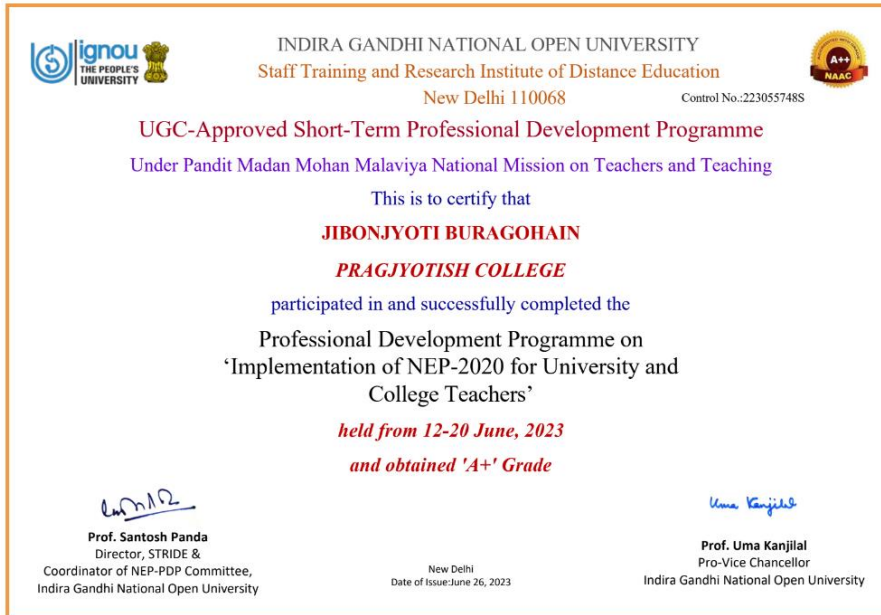 ignou
THE PEOPLE'S
UNIVERSITY
INDIRA GANDHI NATIONAL OPEN UNIVERSITY
Staff Training and Research Institute of Distance Education
New Delhi 110068
Control No.:223055748S
A++
NAAC
UGC-Approved Short-Term Professional Development Programme
Under Pandit Madan Mohan Malaviya National Mission on Teachers and Teaching
This is to certify that
JIBONJYOTI BURAGOHAIN
PRAGJYOTISH COLLEGE
participated in and successfully completed the
Professional Development Programme on
‘Implementation of NEP-2020 for University and
College Teachers’
held from 12-20 June, 2023
and obtained 'A+' Grade
Prof. Santosh Panda
Director, STRIDE &
Coordinator of NEP-PDP Committee,
Indira Gandhi National Open University
New Delhi
Date of Issue:June 26, 2023
Uma Kanjilal
Prof. Uma Kanjilal
Pro-Vice Chancellor
Indira Gandhi National Open University